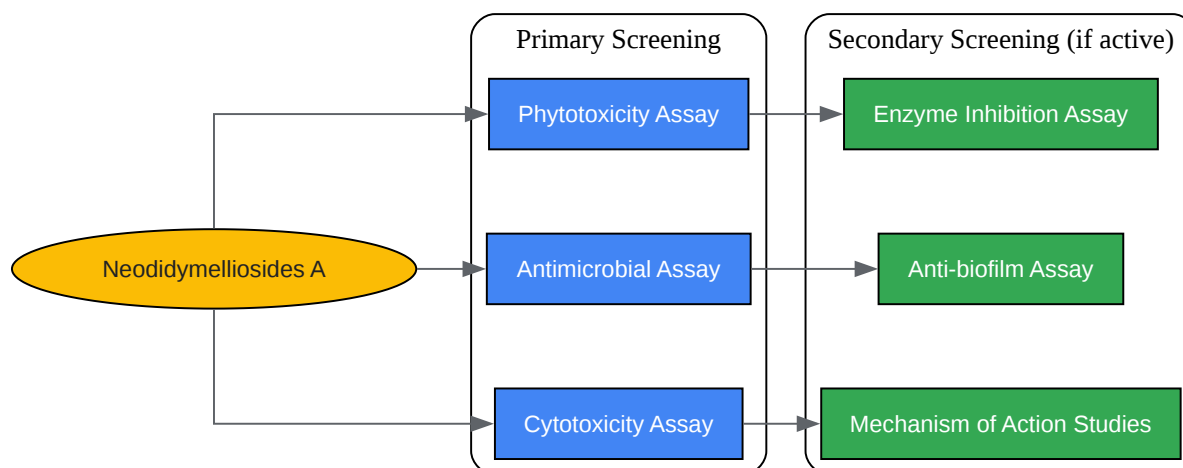 Primary Screening
Secondary Screening (if active)
Phytotoxicity Assay
Enzyme Inhibition Assay
Neodidymelliosides A
Antimicrobial Assay
Anti-biofilm Assay
Cytotoxicity Assay
Mechanism of Action Studies